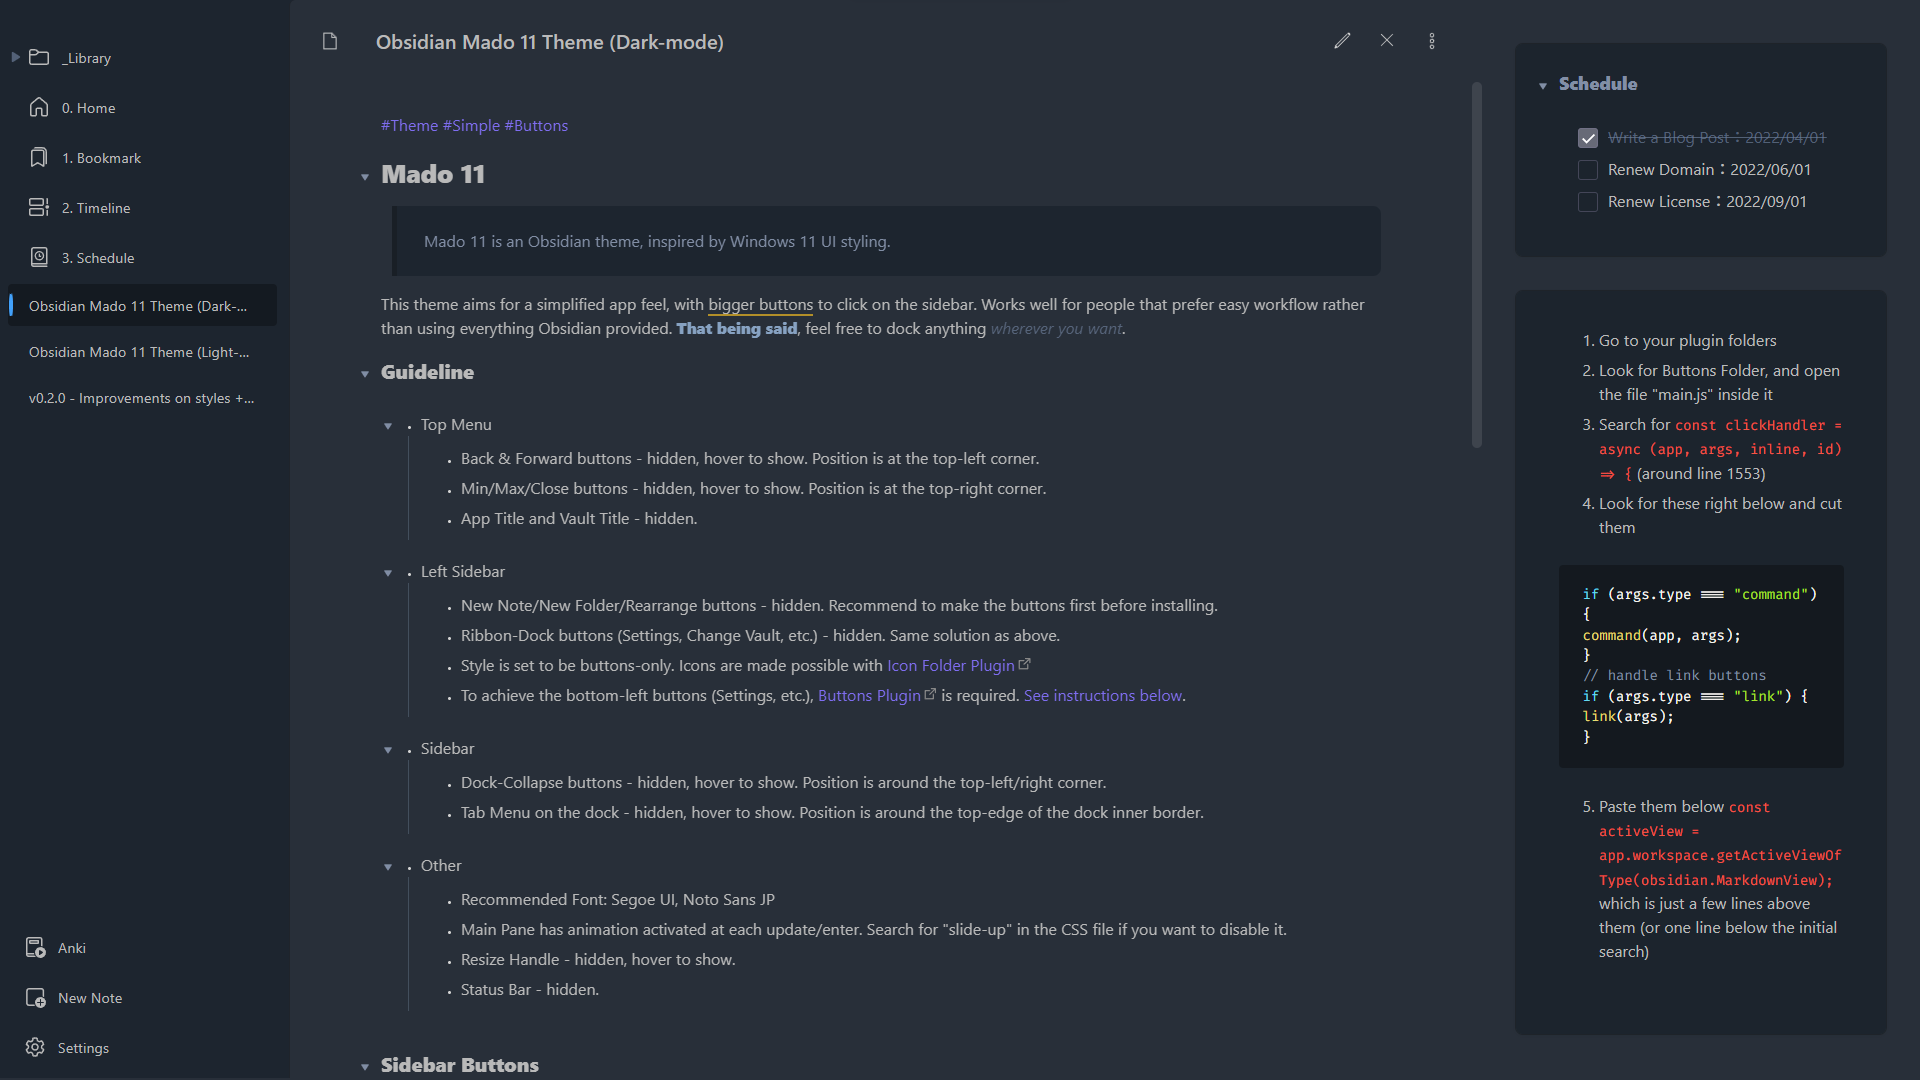 _Library
0. Home
1. Bookmark
2. Timeline
3. Schedule
Obsidian Mado 11 Theme (Dark-...
Obsidian Mado 11 Theme (Light-...
v0.2.0 - Improvements on styles +...
Anki
New Note
Settings
Obsidian Mado 11 Theme (Dark-mode)
#Theme #Simple #Buttons
Mado 11
Mado 11 is an Obsidian theme, inspired by Windows 11 UI styling.
This theme aims for a simplified app feel, with bigger buttons to click on the sidebar. Works well for people that prefer easy workflow rather
than using everything Obsidian provided. That being said, feel free to dock anything wherever you want.
Guideline
• Top Menu
• Back & Forward buttons - hidden, hover to show. Position is at the top-left corner.
• Min/Max/Close buttons - hidden, hover to show. Position is at the top-right corner.
• App Title and Vault Title - hidden.
• Left Sidebar
• New Note/New Folder/Rearrange buttons - hidden. Recommend to make the buttons first before installing.
• Ribbon-Dock buttons (Settings, Change Vault, etc.) - hidden. Same solution as above.
• Style is set to be buttons-only. Icons are made possible with Icon Folder Plugin
• To achieve the bottom-left buttons (Settings, etc.), Buttons Plugin is required. See instructions below.
• Sidebar
• Dock-Collapse buttons - hidden, hover to show. Position is around the top-left/right corner.
• Tab Menu on the dock - hidden, hover to show. Position is around the top-edge of the dock inner border.
• Other
• Recommended Font: Segoe UI, Noto Sans JP
• Main Pane has animation activated at each update/enter. Search for "slide-up" in the CSS file if you want to disable it.
• Resize Handle - hidden, hover to show.
• Status Bar - hidden.
Sidebar Buttons
Schedule
Write a Blog Post：2022/04/01
Renew Domain：2022/06/01
Renew License：2022/09/01
1. Go to your plugin folders
2. Look for Buttons Folder, and open
the file "main.js" inside it
3. Search for const clickHandler =
async (app, args, inline, id)
=> { (around line 1553)
4. Look for these right below and cut
them
if (args.type === "command")
{
command(app, args);
}
// handle link buttons
if (args.type === "link") {
link(args);
}
5. Paste them below const
activeView =
app.workspace.getActiveViewOf
Type(obsidian.MarkdownView);
which is just a few lines above
them (or one line below the initial
search)